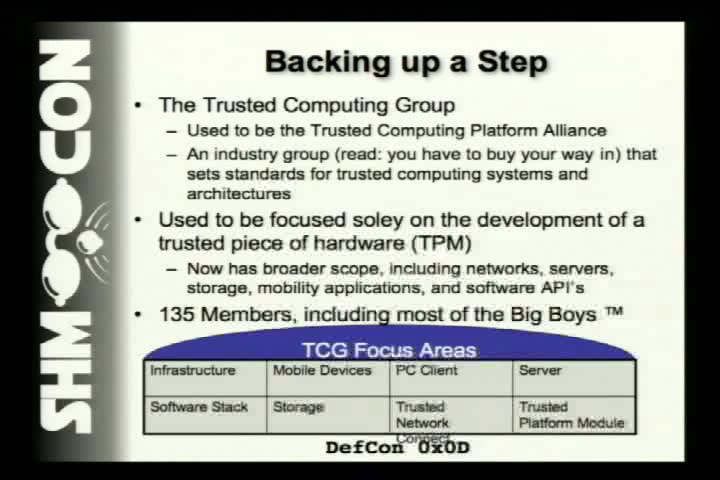 Backing up a Step
• The Trusted Computing Group
– Used to be the Trusted Computing Platform Alliance
– An industry group (read: you have to buy your way in) that
sets standards for trusted computing systems and
architectures
• Used to be focused soley on the development of a
trusted piece of hardware (TPM)
– Now has broader scope, including networks, servers,
storage, mobility applications, and software API's
• 135 Members, including most of the Big Boys ™
TCG Focus Areas
Infrastructure Mobile Devices PC Client Server
Software Stack Storage Trusted Network Connect Trusted Platform Module
DefCon 0x0D
SHMOOCON